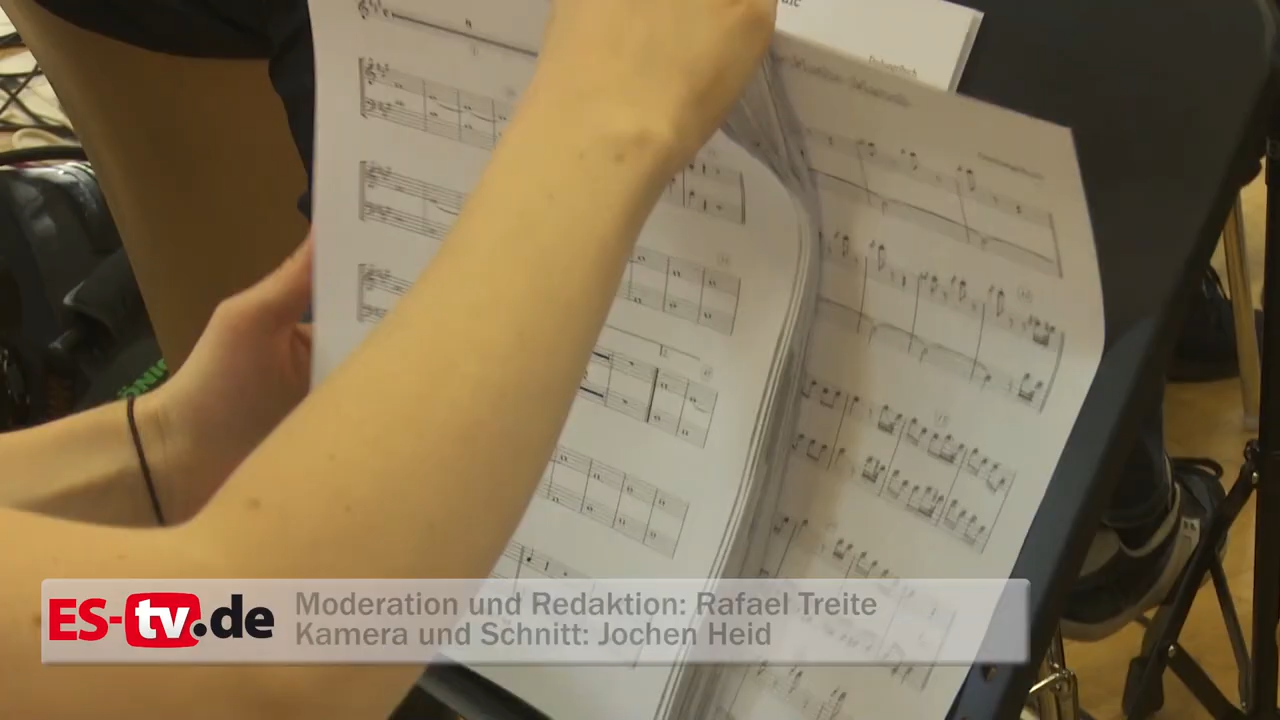 ES-tv.de
Moderation und Redaktion: Rafael Treite
Kamera und Schnitt: Jochen Heid